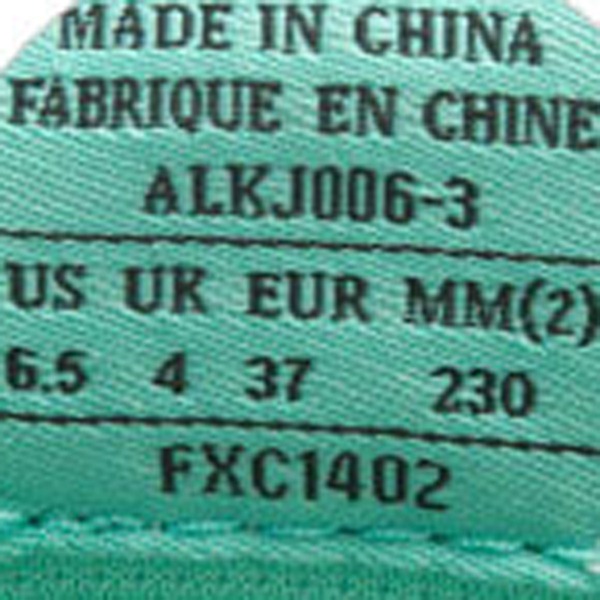 MADE IN CHINA
FABRIQUE EN CHINE
ALKJ006-3
US UK EUR MM(2)
6.5 4 37 230
FXC1402